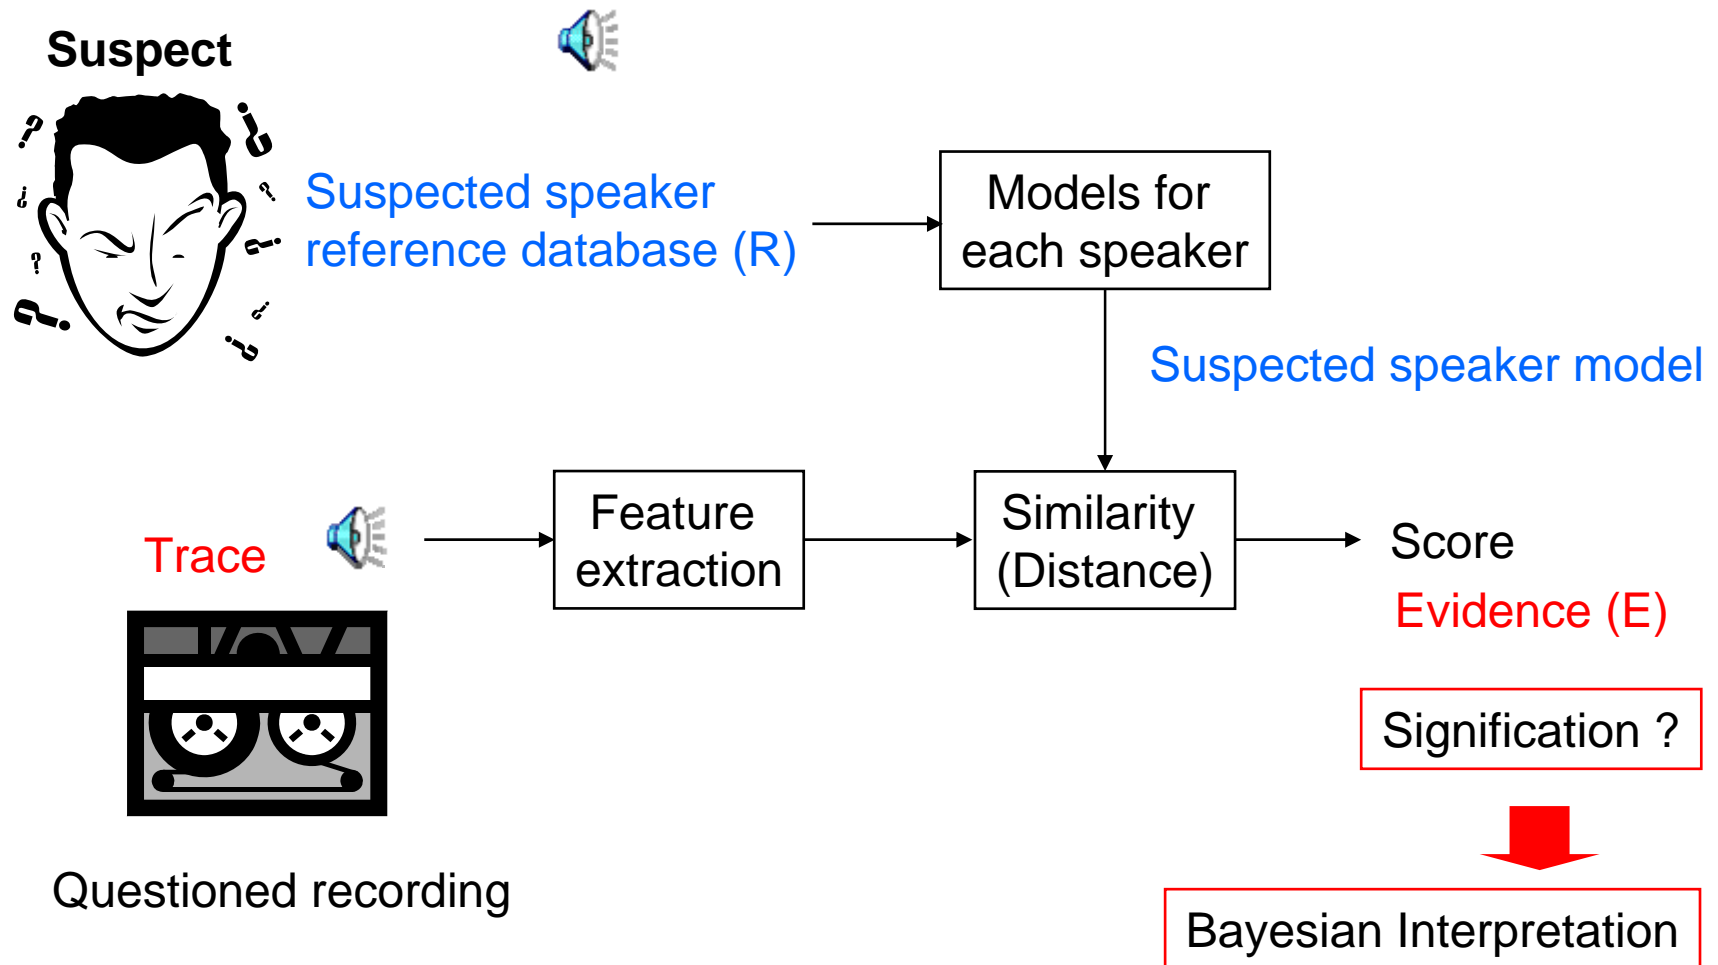 Suspect
Suspected speaker
reference database (R)
Models for
each speaker
Suspected speaker model
Trace
Feature
extraction
Similarity
(Distance)
Score
Evidence (E)
Signification ?
Questioned recording
Bayesian Interpretation